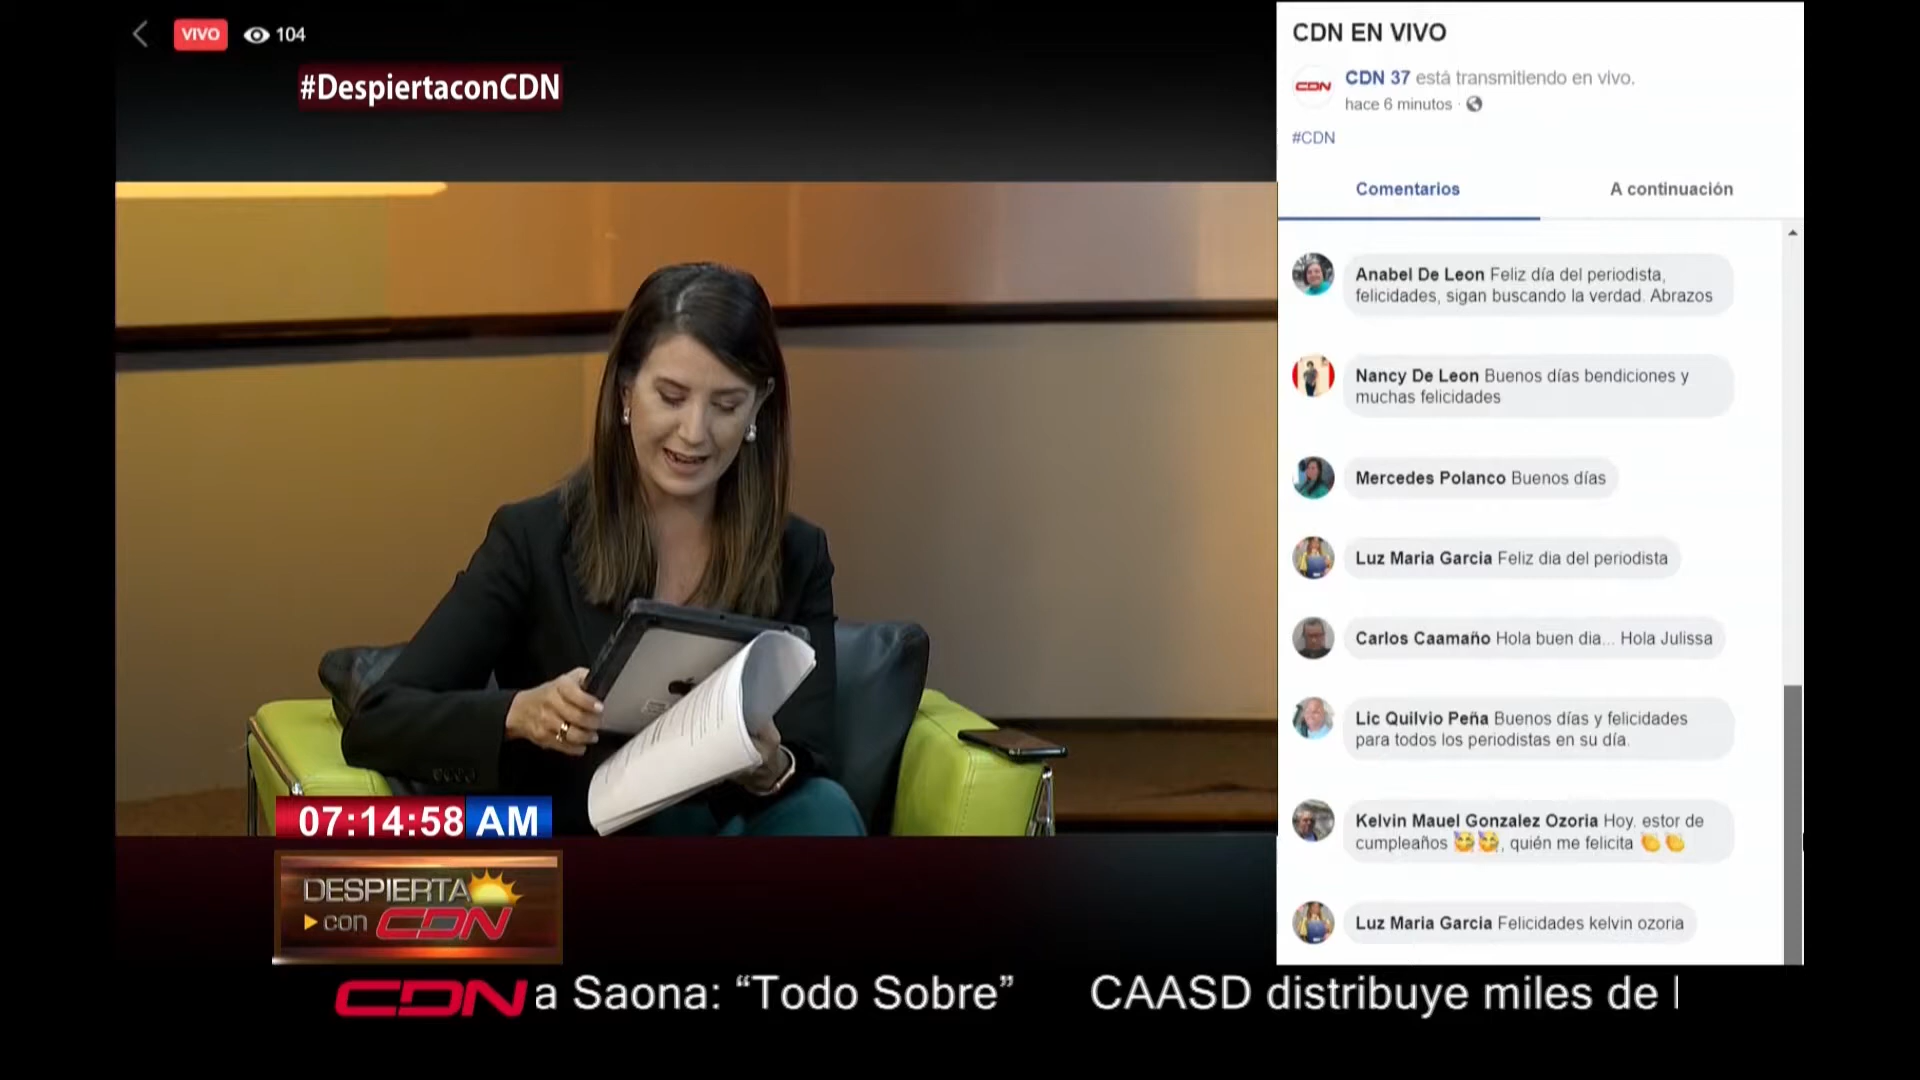 VIVO
104
#DespiertaconCDN
07:14:58 AM
DESPIERTA
con CDN
CDN EN VIVO
CDN
CDN 37 está transmitiendo en vivo.
hace 6 minutos ·
#CDN
Comentarios
A continuación
Anabel De Leon Feliz día del periodista,
felicidades, sigan buscando la verdad. Abrazos
Nancy De Leon Buenos días bendiciones y
muchas felicidades
Mercedes Polanco Buenos días
Luz Maria Garcia Feliz dia del periodista
Carlos Caamaño Hola buen dia... Hola Julissa
Lic Quilvio Peña Buenos días y felicidades
para todos los periodistas en su día.
Kelvin Mauel Gonzalez Ozoria Hoy, estor de
cumpleaños 🥳🥳, quién me felicita 👏👏
Luz Maria Garcia Felicidades kelvin ozoria
CDN a Saona: “Todo Sobre” CAASD distribuye miles de